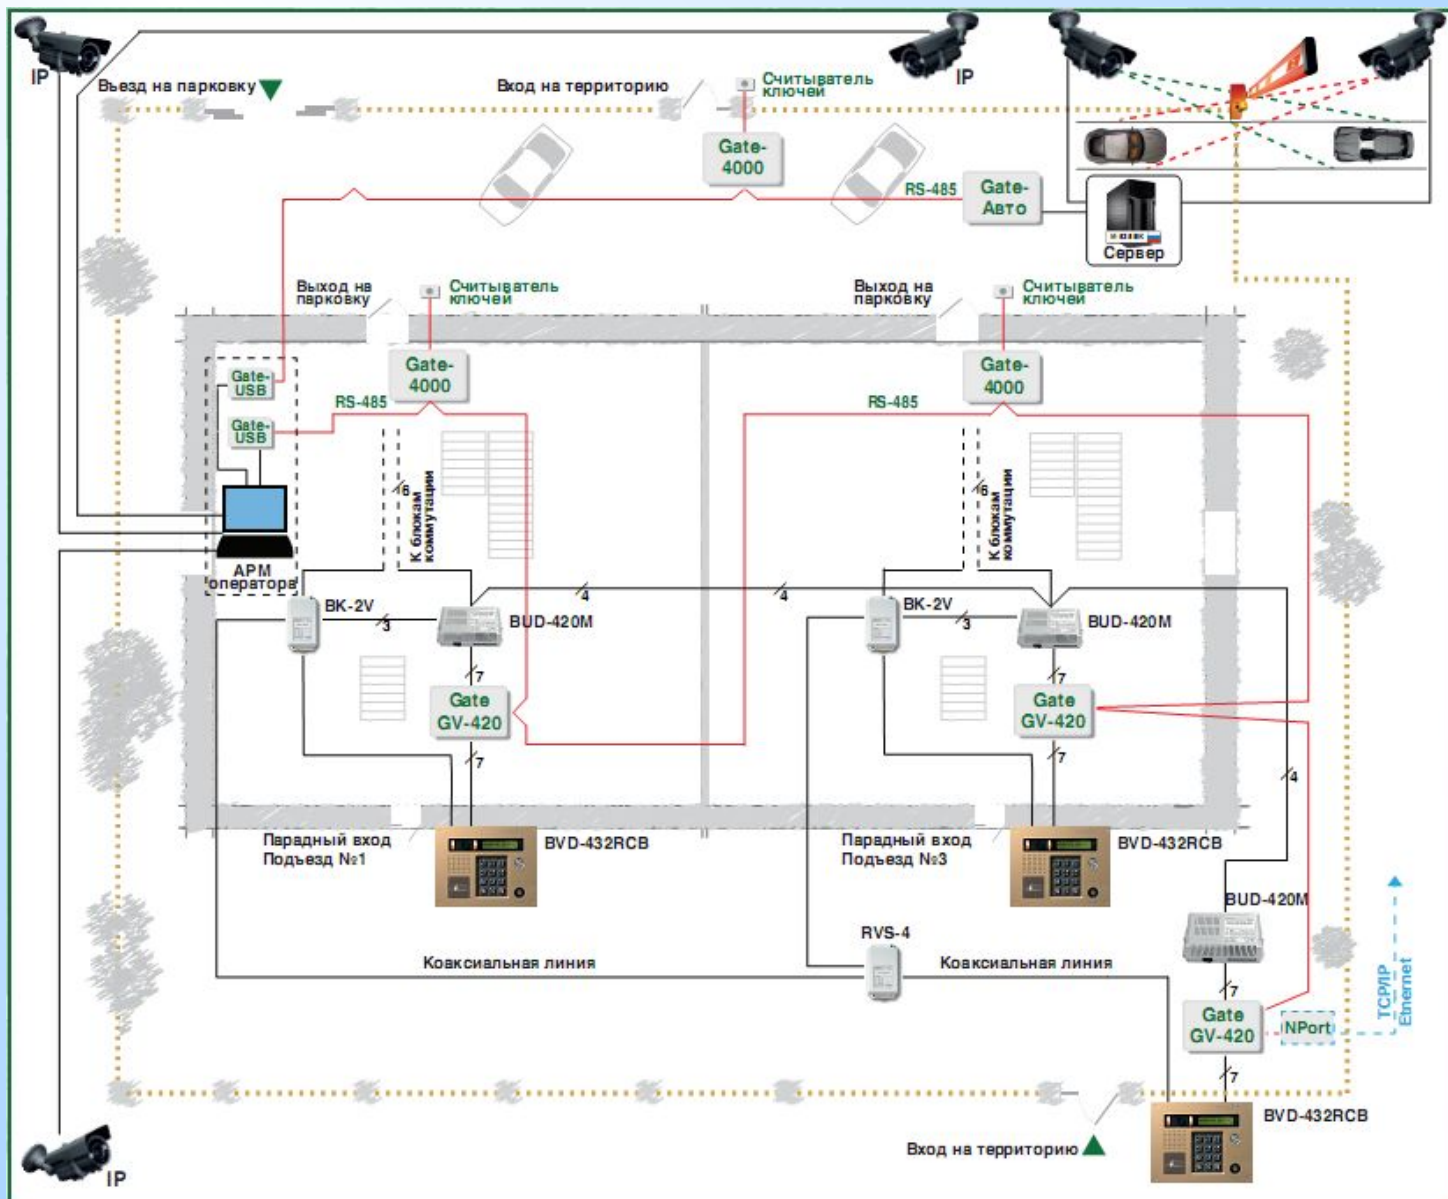 IP
IP
Въезд на парковку
Вход на территорию
Считыватель
ключей
Gate-
4000
RS-485
Gate-
Авто
Сервер
Выход на
парковку
Считыватель
ключей
Выход на
парковку
Считыватель
ключей
Gate-
USB
Gate-
4000
Gate-
4000
Gate-
USB
RS-485
RS-485
6
К блокам
коммутации
6
К блокам
коммутации
АРМ
оператора
BK-2V
3
BUD-420M
4
4
BK-2V
3
BUD-420M
7
Gate
GV-420
7
7
Gate
GV-420
7
4
Парадный вход
Подъезд №1
BVD-432RCB
Парадный вход
Подъезд №3
BVD-432RCB
BUD-420M
RVS-4
Коаксиальная линия
Коаксиальная линия
7
Gate
GV-420
NPort
TCP/IP
Etnernet
7
BVD-432RCB
Вход на территорию
IP